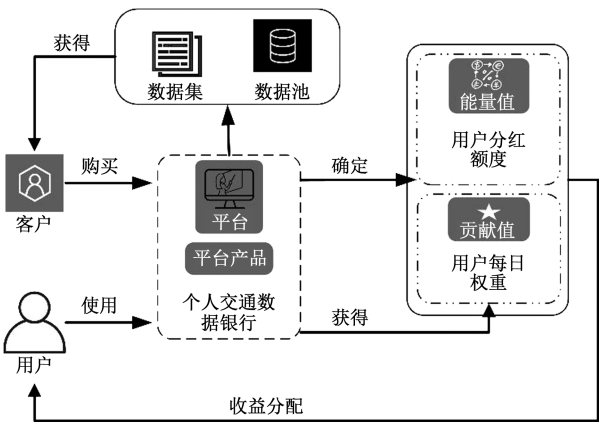 获得
数据集
数据池
能量值
用户分红
额度
购买
确定
客户
平台
平台产品
贡献值
用户每日
权重
使用
个人交通数
据银行
获得
用户
收益分配